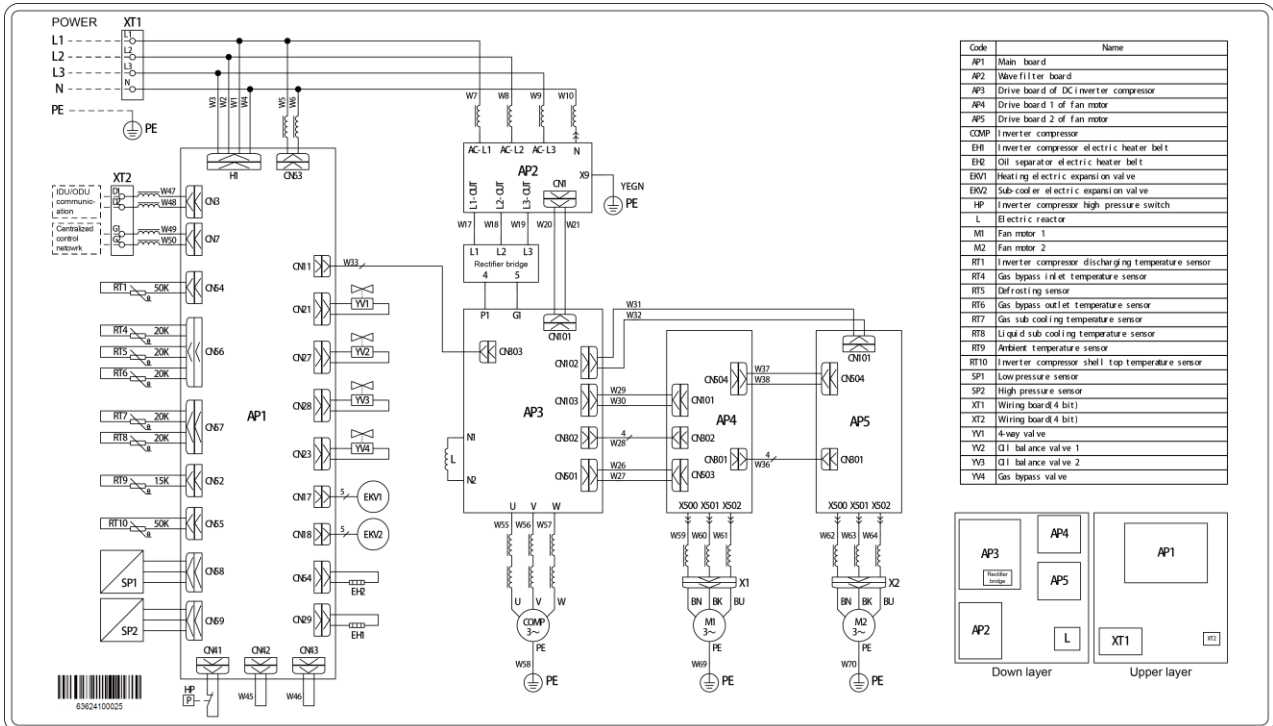 POWER XT1
L1 L1
L2 L2
L3 L3
N N
PE
PE
W3 W2 W1 W4 W5 W6
H1 CN53
W7 W8 W9 W10
AC- L1 AC- L2 AC- L3 N
AP2
X9
YEGN
PE
CN1
L1- OUT L2- OUT L3- OUT
W17 W18 W19 W20 W21
L1 L2 L3
Rectifier bridge
4 5
P1 G1
CN101
XT2
IDU/ODU
communic-
ation
D1 W47
D2 W48
CN3
Centralized
control
netowrk
G1 W49
G2 W50
CN7
RT1 50K
θ
CN54
RT4 20K
θ
RT5 20K
θ
RT6 20K
θ
CN56
RT7 20K
θ
RT8 20K
θ
CN57
RT9 15K
θ
CN52
RT10 50K
θ
CN55
SP1
CN58
SP2
CN59
AP1
CN11 W33
CN21 YV1
CN27 YV2
CN28 YV3
CN23 YV4
CN17 5 EKV1
CN18 5 EKV2
CN54 EH2
CN29 EH1
CN41 CN42 CN43
HP
P
W45 W46
63624100025
CN803
CN102
W31
W32
CN103
W29
W30
CN101
AP3
CN802
4
W28
CN802
CN501
W26
W27
CN503
N1
L
N2
U V W
W55 W56 W57
U V W
COMP
3~
PE
W58
PE
AP4
CN504
W37
W38
CN504
CN801
4
W36
CN801
X500 X501 X502
W59 W60 W61
X1
BN BK BU
M1
3~
PE
W69
PE
CN101
AP5
X500 X501 X502
W62 W63 W64
X2
BN BK BU
M2
3~
PE
W70
PE
Code Name
AP1 Main board
AP2 Wave filter board
AP3 Drive board of DC inverter compressor
AP4 Drive board 1 of fan motor
AP5 Drive board 2 of fan motor
COMP Inverter compressor
EH1 Inverter compressor electric heater belt
EH2 Oil separator electric heater belt
EKV1 Heating electric expansion valve
EKV2 Sub-cooler electric expansion valve
HP Inverter compressor high pressure switch
L Electric reactor
M1 Fan motor 1
M2 Fan motor 2
RT1 Inverter compressor discharging temperature sensor
RT4 Gas bypass inlet temperature sensor
RT5 Defrosting sensor
RT6 Gas bypass outlet temperature sensor
RT7 Gas sub cooling temperature sensor
RT8 Liquid sub cooling temperature sensor
RT9 Ambient temperature sensor
RT10 Inverter compressor shell top temperature sensor
SP1 Low pressure sensor
SP2 High pressure sensor
XT1 Wiring board(4 bit)
XT2 Wiring board(4 bit)
YV1 4-way valve
YV2 Oil balance valve 1
YV3 Oil balance valve 2
YV4 Gas bypass valve
AP3
Rectifier
bridge
AP4
AP5
AP2
L
Down layer
AP1
XT1
XT2
Upper layer